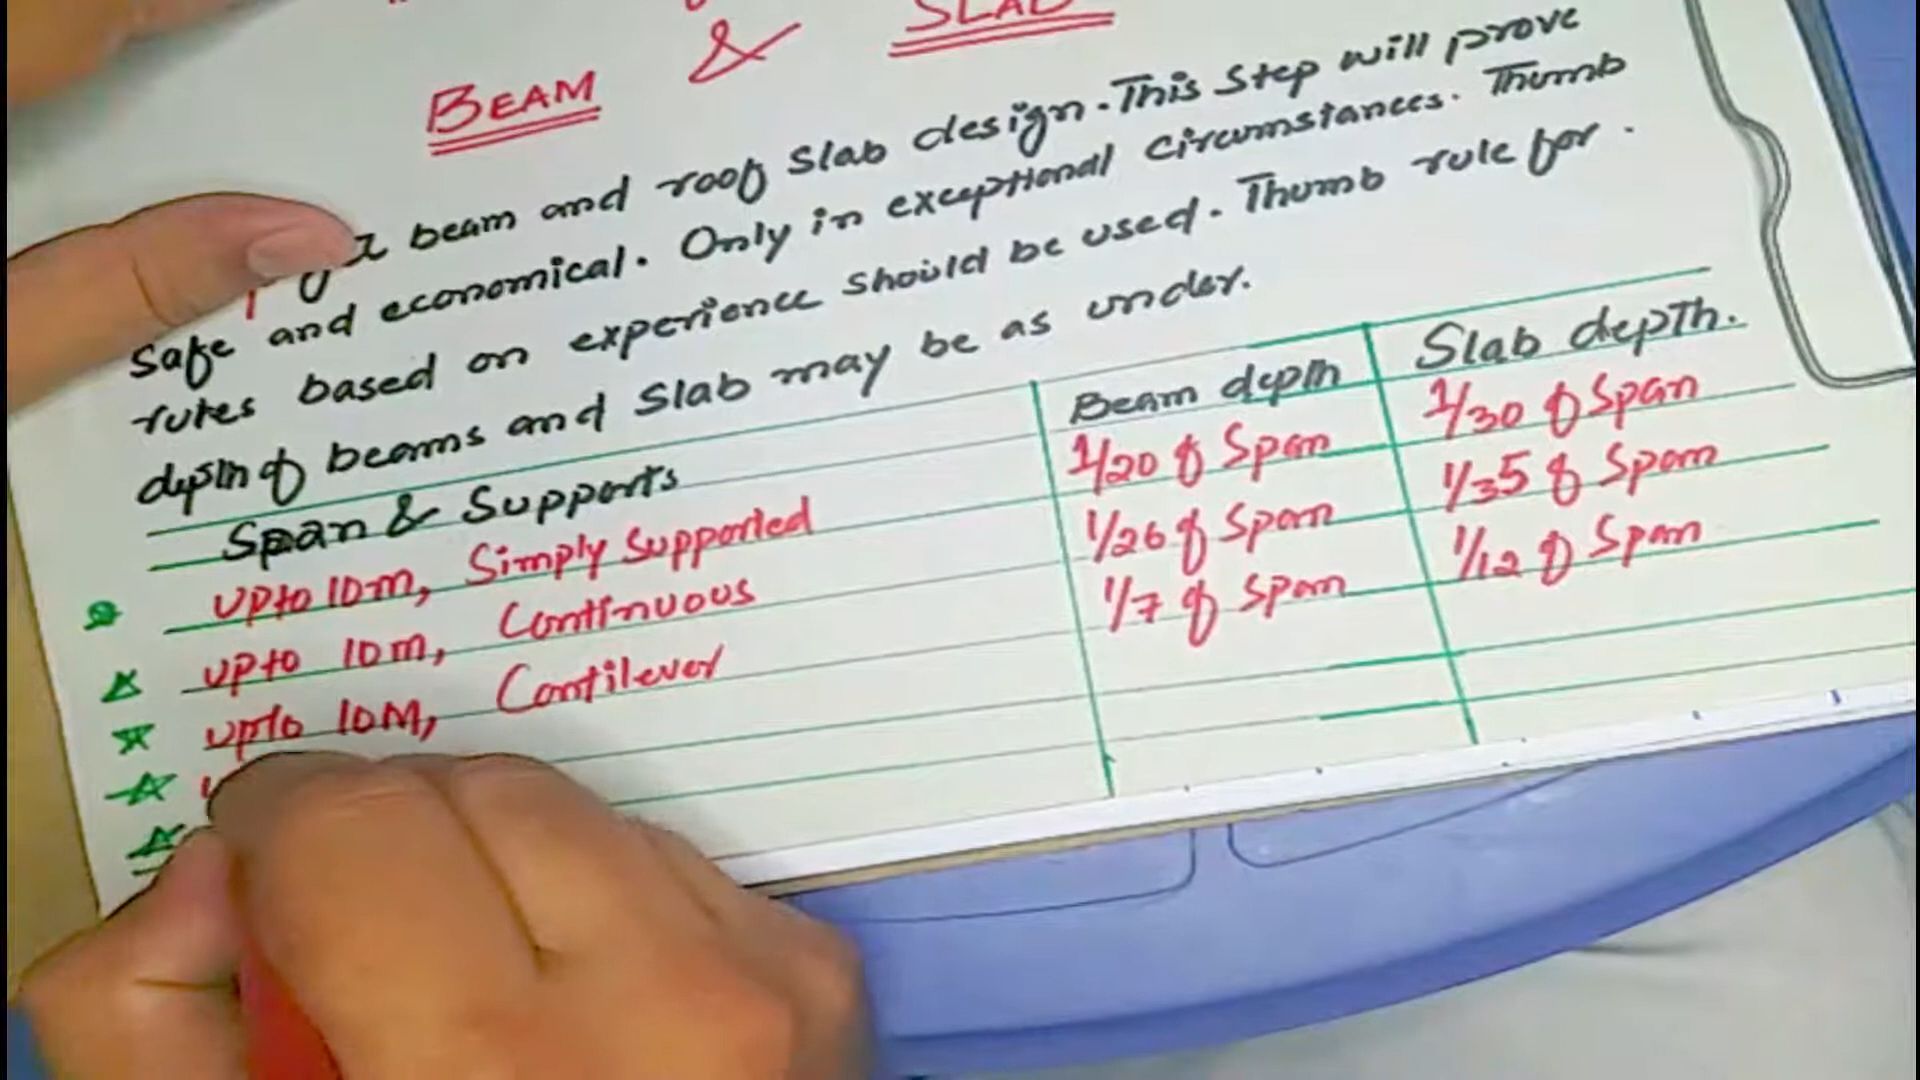 BEAM & SLAB
beam and roof Slab design. This Step will prove
Safe and economical. Only in exceptional Circumstances. Thumb
rules based on experience should be used. Thumb rule for.
depth of beams and Slab may be as under.
Span & Supports Beam depth Slab depth.
upto 10m, Simply Supported 1/20 of Span 1/30 of Span
upto 10m, Continuous 1/26 of Span 1/35 of Span
upto 10M, Cantilever 1/7 of Span 1/12 of Span